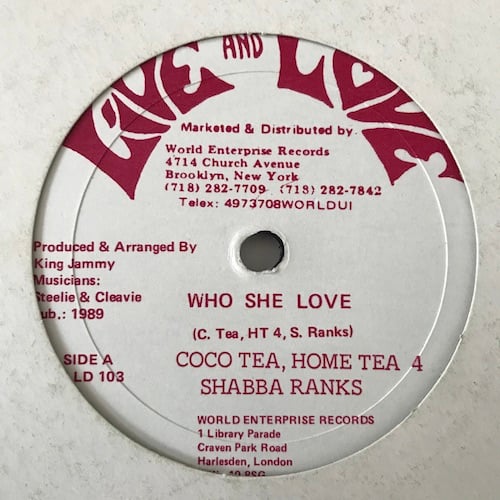 LIVE AND LOVE
Marketed & Distributed by
World Enterprise Records
4714 Church Avenue
Brooklyn, New York
(718) 282-7709 (718) 282-7842
Telex: 4973708WORLDUI
Produced & Arranged By
King Jammy
Musicians:
Steelie & Cleavie
ub.: 1989
SIDE A
LD 103
WHO SHE LOVE
(C. Tea, HT 4, S. Ranks)
COCO TEA, HOME TEA 4
SHABBA RANKS
WORLD ENTERPRISE RECORDS
1 Library Parade
Craven Park Road
Harlesden, London